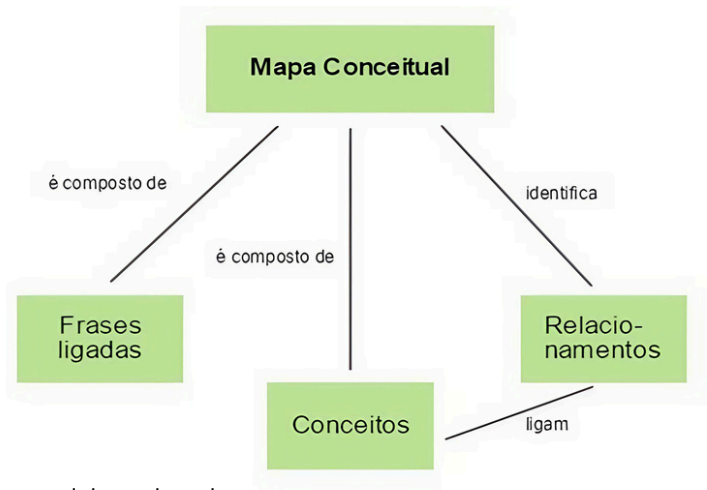 Mapa Conceitual
é composto de
identifica
é composto de
Frases
ligadas
Relacio-
namentos
Conceitos
ligam